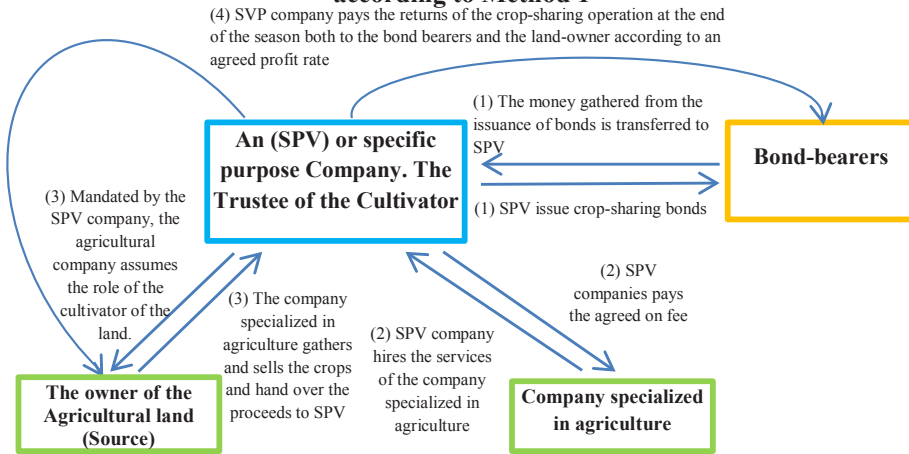 according to Method 1
(4) SVP company pays the returns of the crop-sharing operation at the end
of the season both to the bond bearers and the land-owner according to an
agreed profit rate
(1) The money gathered from the
issuance of bonds is transferred to
SPV
An (SPV) or specific
purpose Company. The
Trustee of the Cultivator
Bond-bearers
(1) SPV issue crop-sharing bonds
(3) Mandated by the
SPV company, the
agricultural
company assumes
the role of the
cultivator of the
land.
(3) The company
specialized in
agriculture gathers
and sells the crops
and hand over the
proceeds to SPV
(2) SPV company
hires the services
of the company
specialized in
agriculture
(2) SPV
companies pays
the agreed on fee
The owner of the
Agricultural land
(Source)
Company specialized
in agriculture